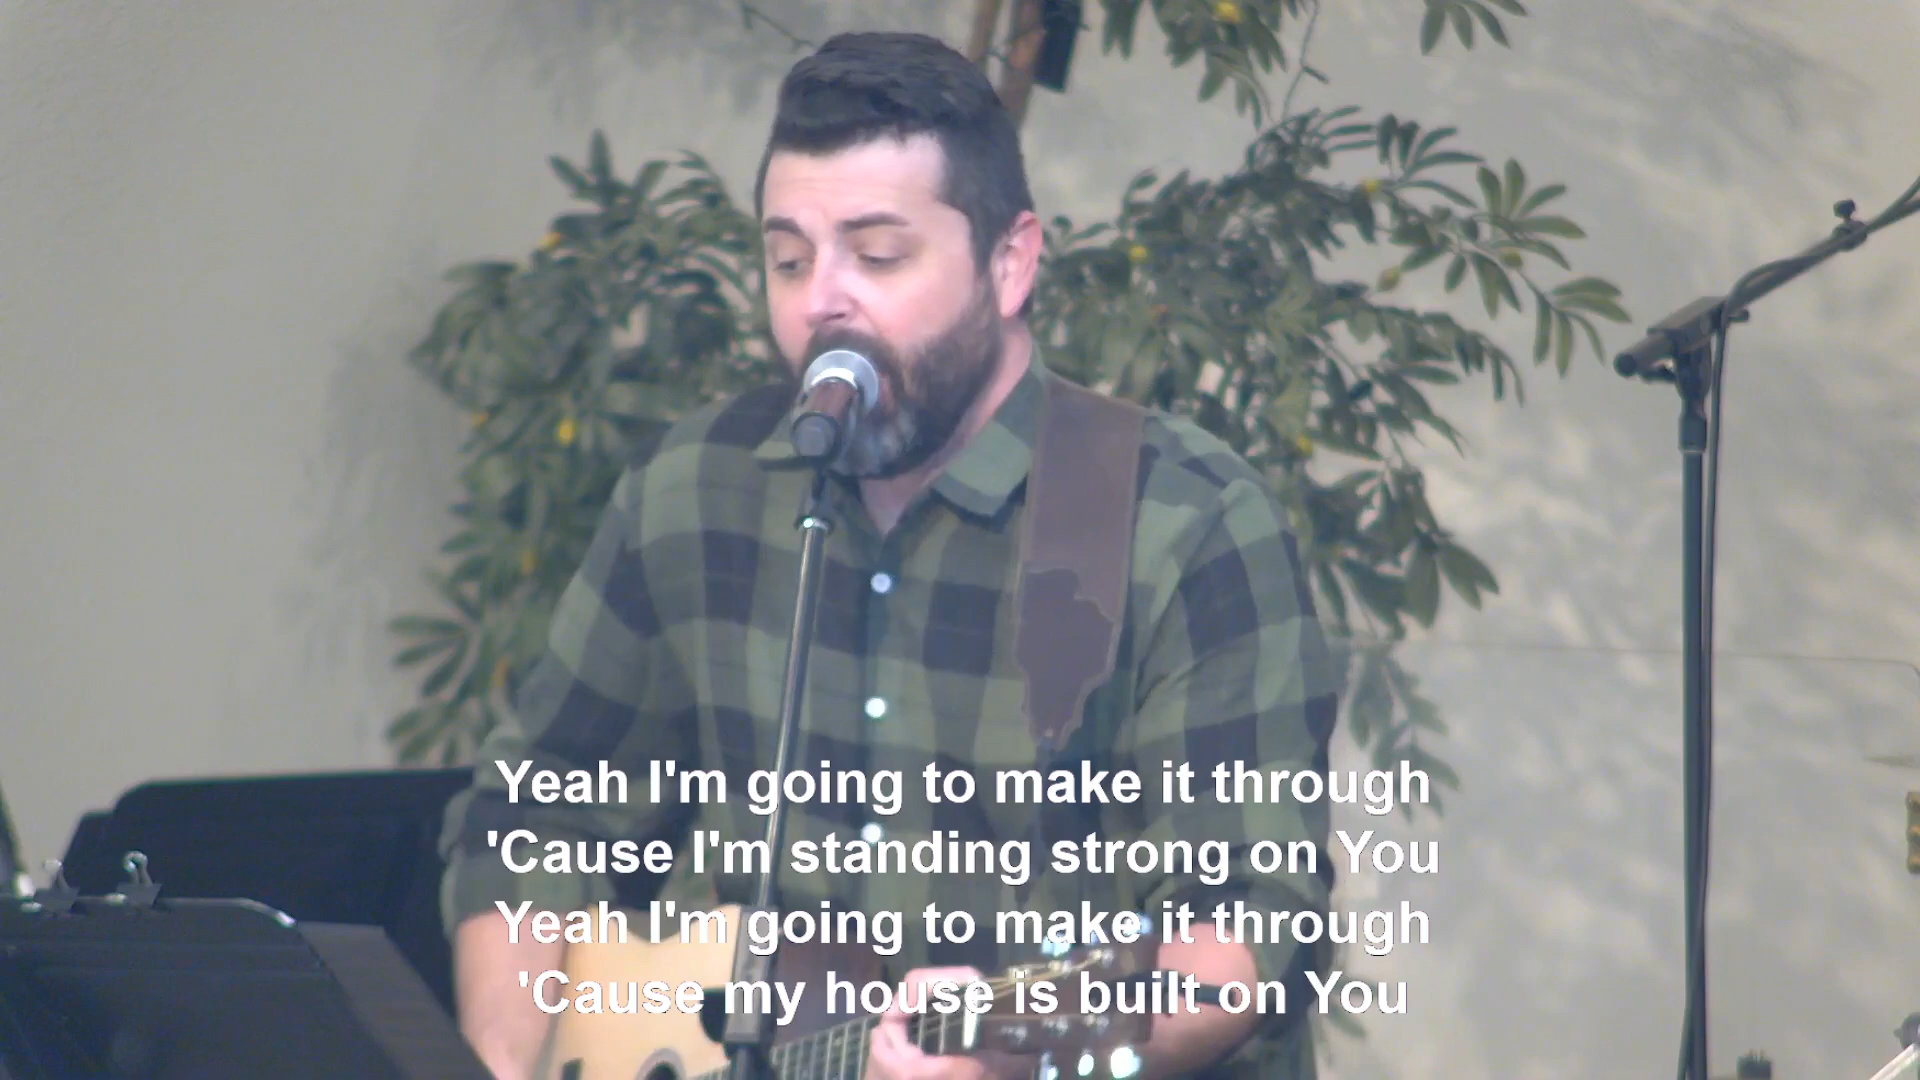 Yeah I'm going to make it through
'Cause I'm standing strong on You
Yeah I'm going to make it through
'Cause my house is built on You